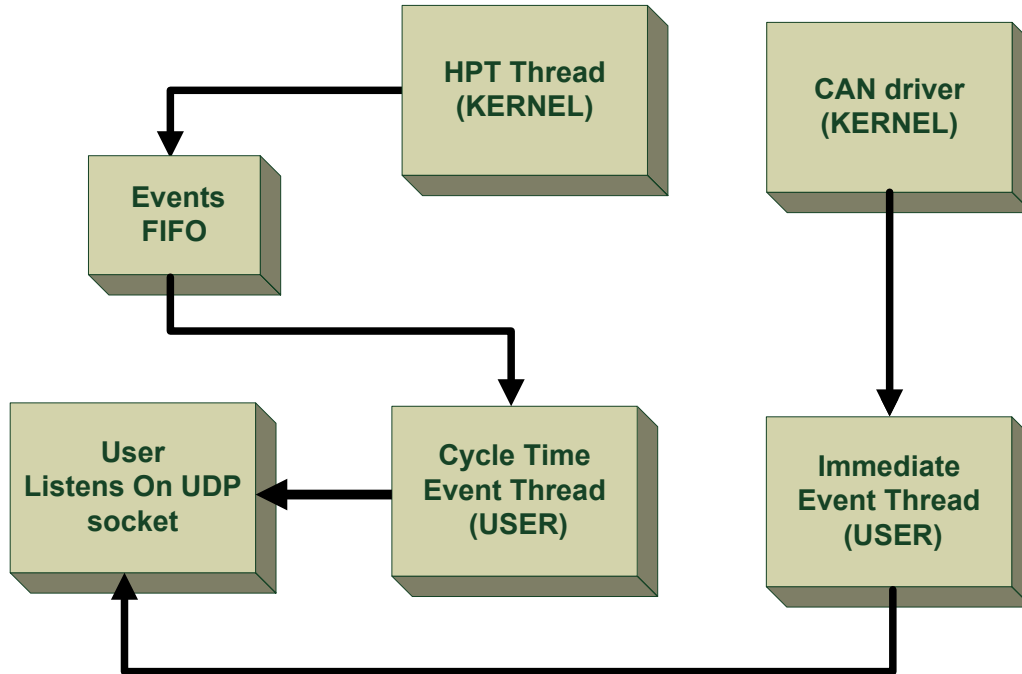 HPT Thread
(KERNEL)
CAN driver
(KERNEL)
Events
FIFO
User
Listens On UDP
socket
Cycle Time
Event Thread
(USER)
Immediate
Event Thread
(USER)